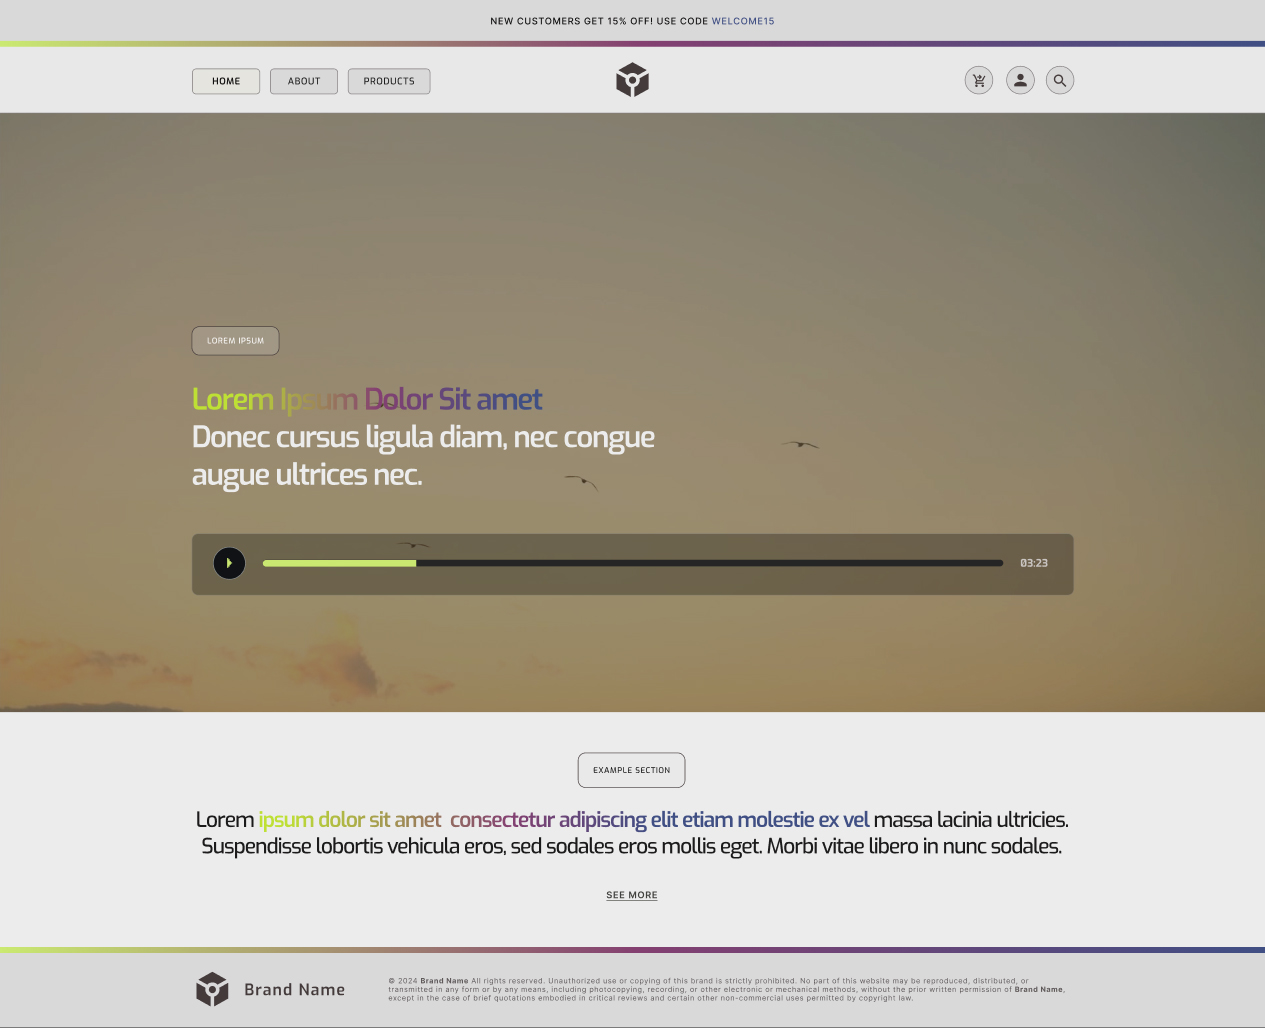 NEW CUSTOMERS GET 15% OFF! USE CODE WELCOME15
HOME
ABOUT
PRODUCTS
LOREM IPSUM
Lorem Ipsum Dolor Sit amet
Donec cursus ligula diam, nec congue
augue ultrices nec.
03:23
EXAMPLE SECTION
Lorem ipsum dolor sit amet consectetur adipiscing elit etiam molestie ex vel massa lacinia ultricies.
Suspendisse lobortis vehicula eros, sed sodales eros mollis eget. Morbi vitae libero in nunc sodales.
SEE MORE
Brand Name
© 2024 Brand Name All rights reserved. Unauthorized use or copying of this brand is strictly prohibited. No part of this website may be reproduced, distributed, or
transmitted in any form or by any means, including photocopying, recording, or other electronic or mechanical methods, without the prior written permission of Brand Name,
except in the case of brief quotations embodied in critical reviews and certain other non-commercial uses permitted by copyright law.